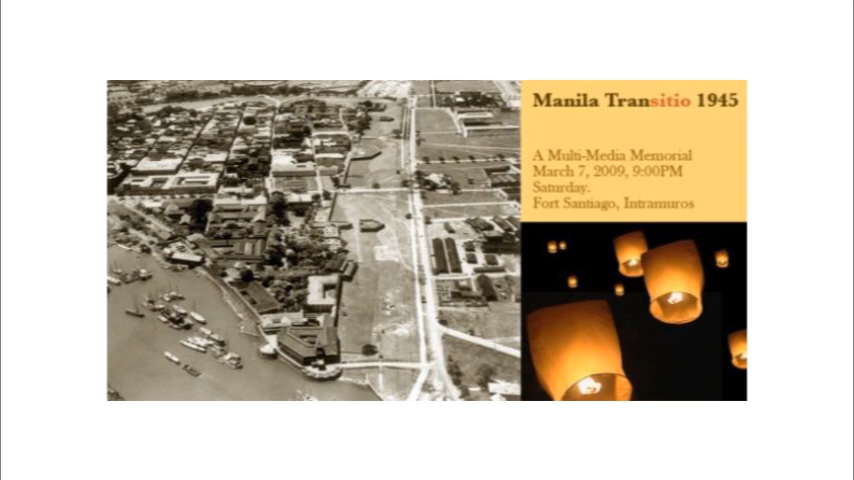 Manila Transitio 1945
A Multi-Media Memorial
March 7, 2009, 9:00PM
Saturday.
Fort Santiago, Intramuros